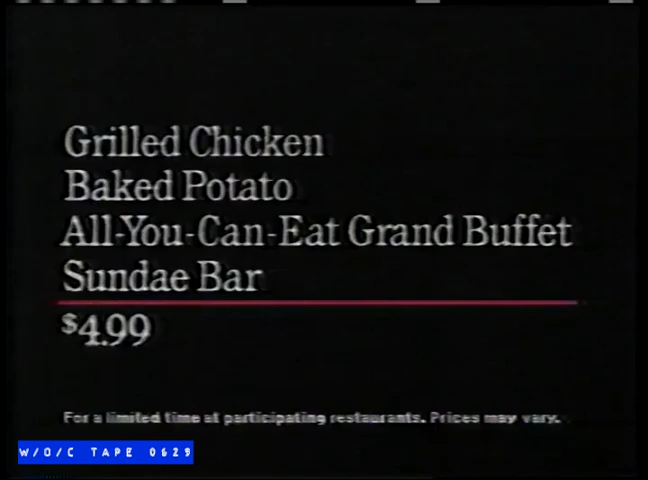 Grilled Chicken
Baked Potato
All-You-Can-Eat Grand Buffet
Sundae Bar
$4.99
For a limited time at participating restaurants. Prices may vary.
W/O/C TAPE 0629